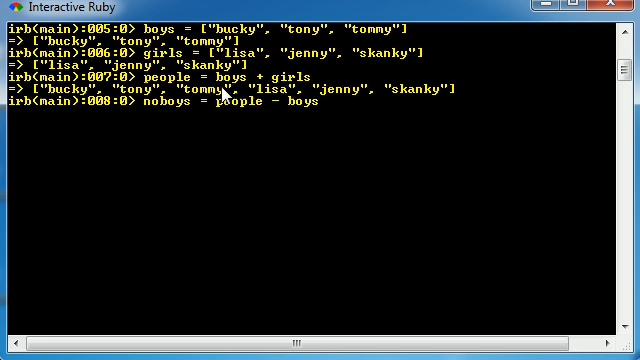 Interactive Ruby
irb(main):005:0> boys = ["bucky", "tony", "tommy"]
=> ["bucky", "tony", "tommy"]
irb(main):006:0> girls = ["lisa", "jenny", "skanky"]
=> ["lisa", "jenny", "skanky"]
irb(main):007:0> people = boys + girls
=> ["bucky", "tony", "tommy", "lisa", "jenny", "skanky"]
irb(main):008:0> noboys = people - boys